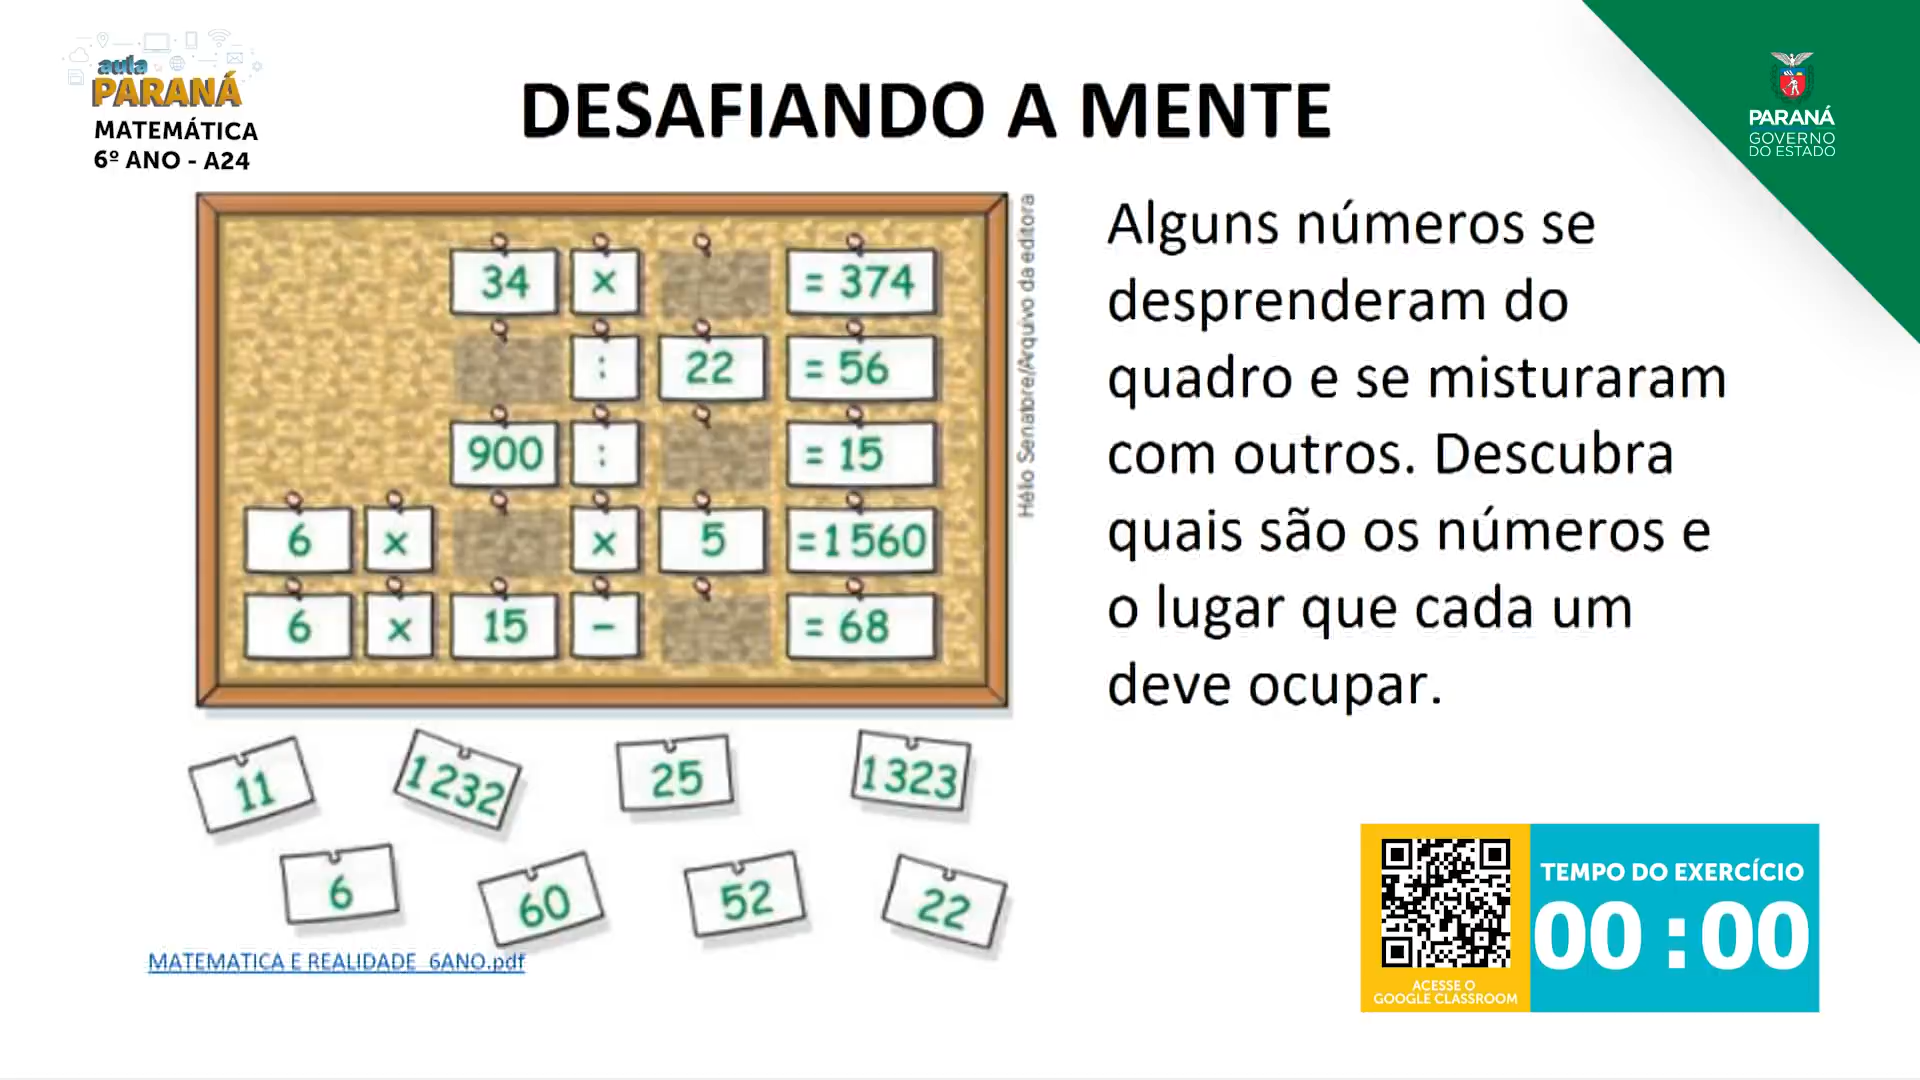 aula
PARANÁ
MATEMÁTICA
6º ANO - A24
DESAFIANDO A MENTE
PARANÁ
GOVERNO
DO ESTADO
34 x = 374
: 22 = 56
900 : = 15
6 x x 5 =1560
6 x 15 - = 68
Hélio Senatore/Arquivo da editora
11 1232 25 1323
6 60 52 22
MATEMATICA E REALIDADE_6ANO.pdf
Alguns números se
desprenderam do
quadro e se misturaram
com outros. Descubra
quais são os números e
o lugar que cada um
deve ocupar.
TEMPO DO EXERCÍCIO
00:00
ACESSE O
GOOGLE CLASSROOM